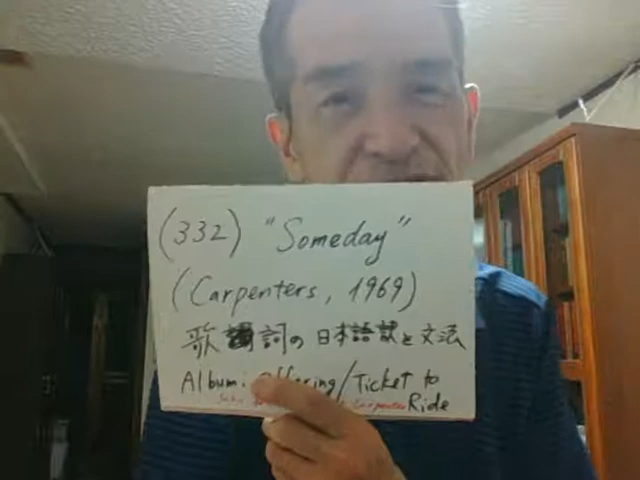 (332) "Someday"
(Carpenters, 1969)
歌詞の日本語訳と文法
Album: Offering/Ticket to
Ride
Carpenter